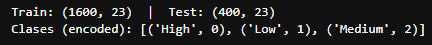 Train: (1600, 23)  |  Test: (400, 23)
Clases (encoded): [('High', 0), ('Low', 1), ('Medium', 2)]